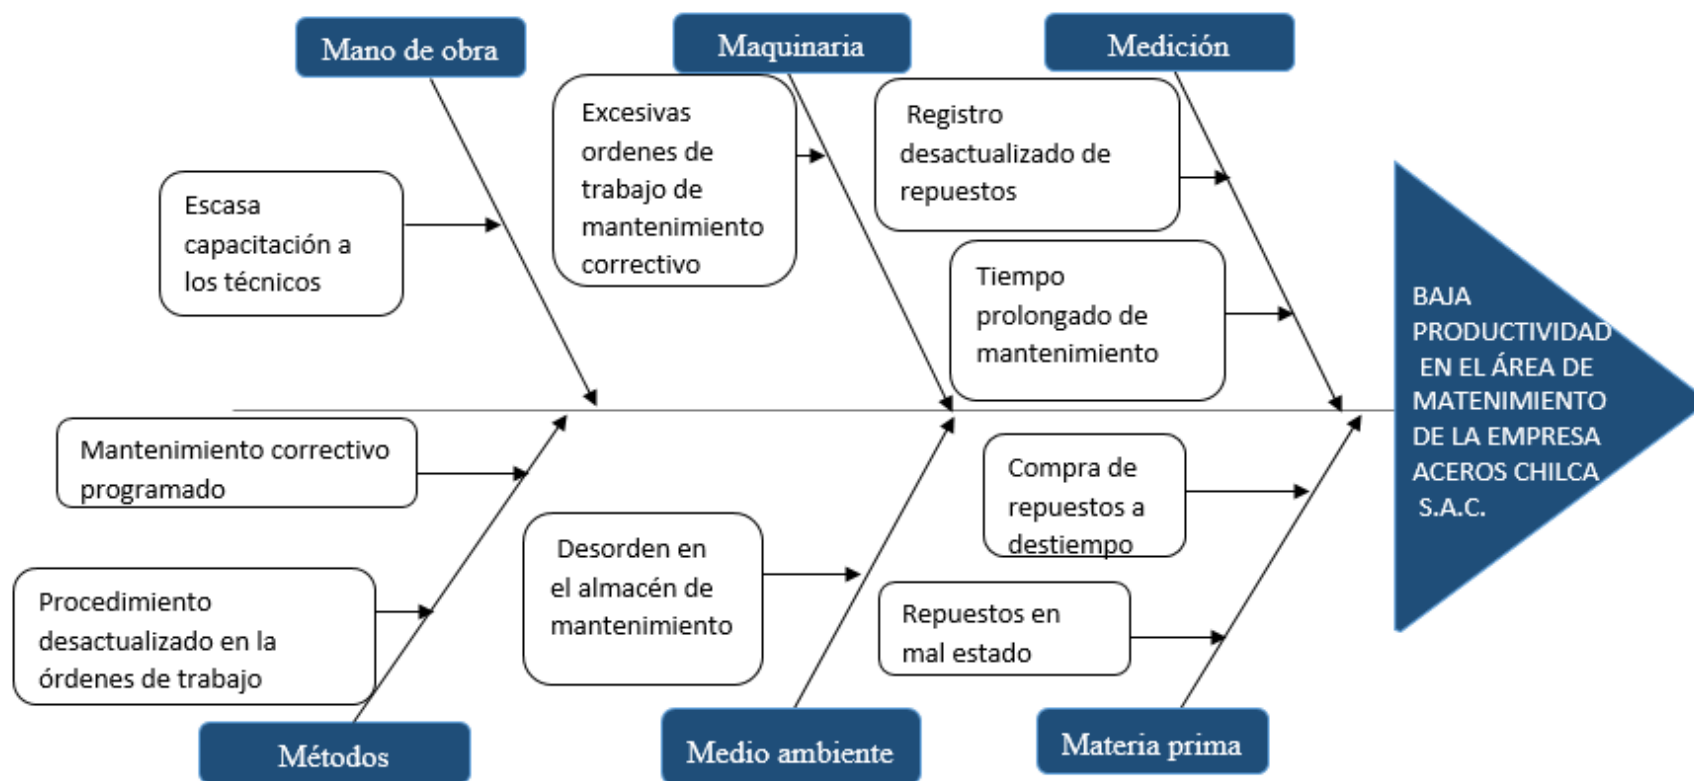 Mano de obra
Maquinaria
Medición
Escasa
capacitación a
los técnicos
Excesivas
ordenes de
trabajo de
mantenimiento
correctivo
Registro
desactualizado de
repuestos
Tiempo
prolongado de
mantenimiento
BAJA
PRODUCTIVIDAD
EN EL ÁREA DE
MATENIMIENTO
DE LA EMPRESA
ACEROS CHILCA
S.A.C.
Mantenimiento correctivo
programado
Procedimiento
desactualizado en la
órdenes de trabajo
Desorden en
el almacén de
mantenimiento
Compra de
repuestos a
destiempo
Repuestos en
mal estado
Métodos
Medio ambiente
Materia prima